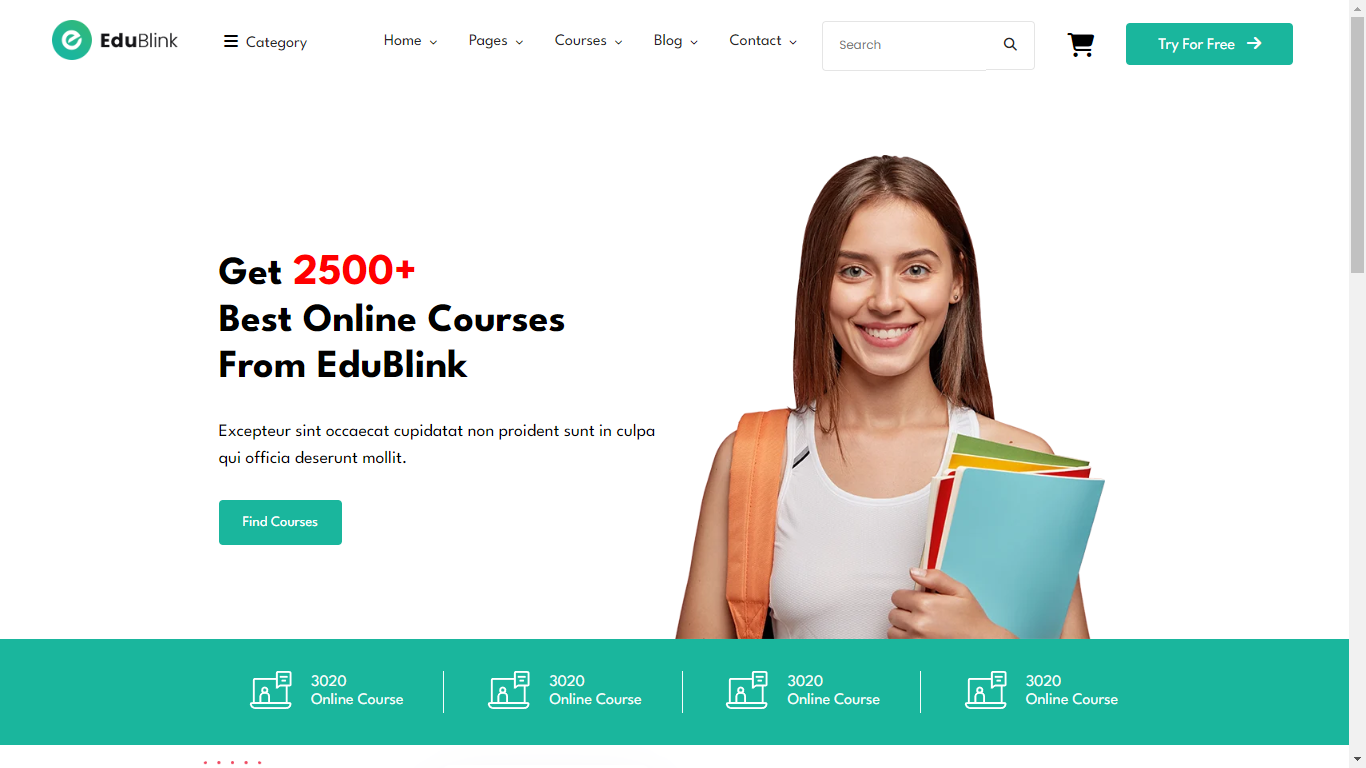 EduBlink
Category
Home
Pages
Courses
Blog
Contact
Search
Try For Free
Get 2500+
Best Online Courses
From EduBlink
Excepteur sint occaecat cupidatat non proident sunt in culpa
qui officia deserunt mollit.
Find Courses
3020
Online Course
3020
Online Course
3020
Online Course
3020
Online Course